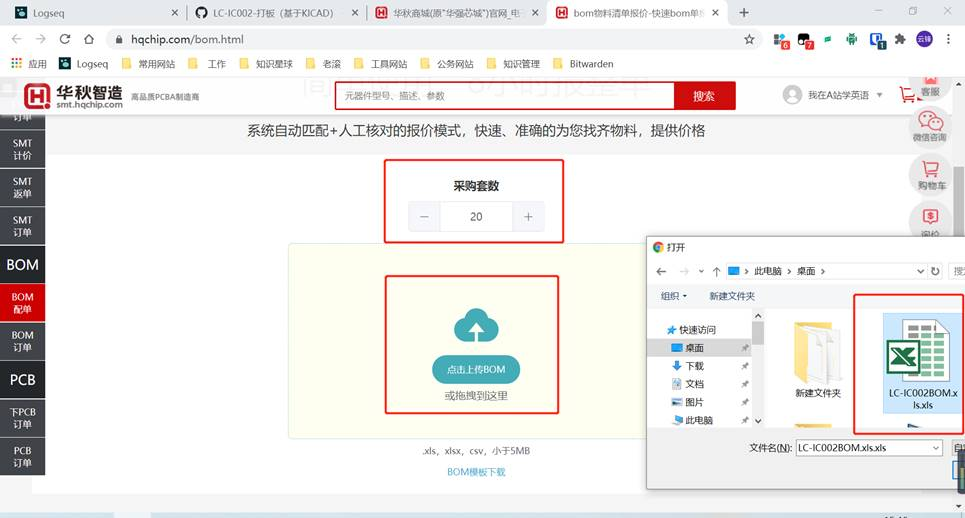 Logseq
LC-IC002-打板（基于KICAD）
华秋商城(原"华强芯城")官网_电子
bom物料清单报价-快速bom单
hqchip.com/bom.html
6
7
1
云锋
应用
Logseq
常用网站
工作
知识星球
老滚
工具网站
公务网站
知识管理
Bitwarden
华秋智造
smt.hqchip.com
高品质PCBA制造商
元器件型号、描述、参数
搜索
我在A站学英语
客服
微信咨询
购物车
询价
系统自动匹配+人工核对的报价模式，快速、准确的为您找齐物料，提供价格
订单
SMT
计价
SMT
返单
SMT
订单
BOM
BOM
配单
BOM
订单
PCB
下PCB
订单
PCB
订单
采购套数
20
点击上传BOM
或拖拽到这里
.xls，xlsx，csv，小于5MB
BOM模板下载
打开
此电脑
桌面
组织
新建文件夹
快速访问
桌面
下载
文档
图片
此电脑
新建文件夹
LC-IC002BOM.x
ls.xls
文件名(N):
LC-IC002BOM.xls.xls